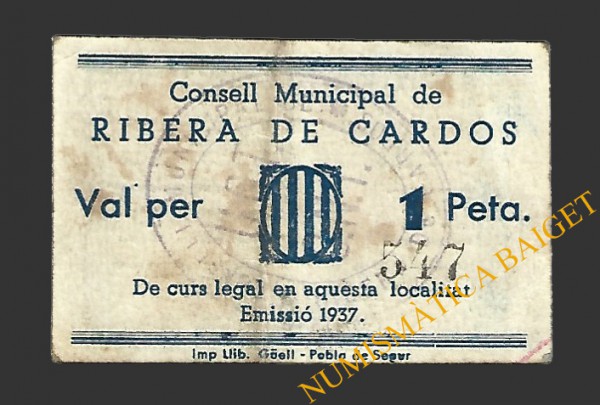 Consell Municipal de
RIBERA DE CARDOS
Val per 1 Peta.
547
De curs legal en aquesta localitat
Emissió 1937.
Imp Llib. Güell - Pobla de Segur
NUMISMATICA BAIGET